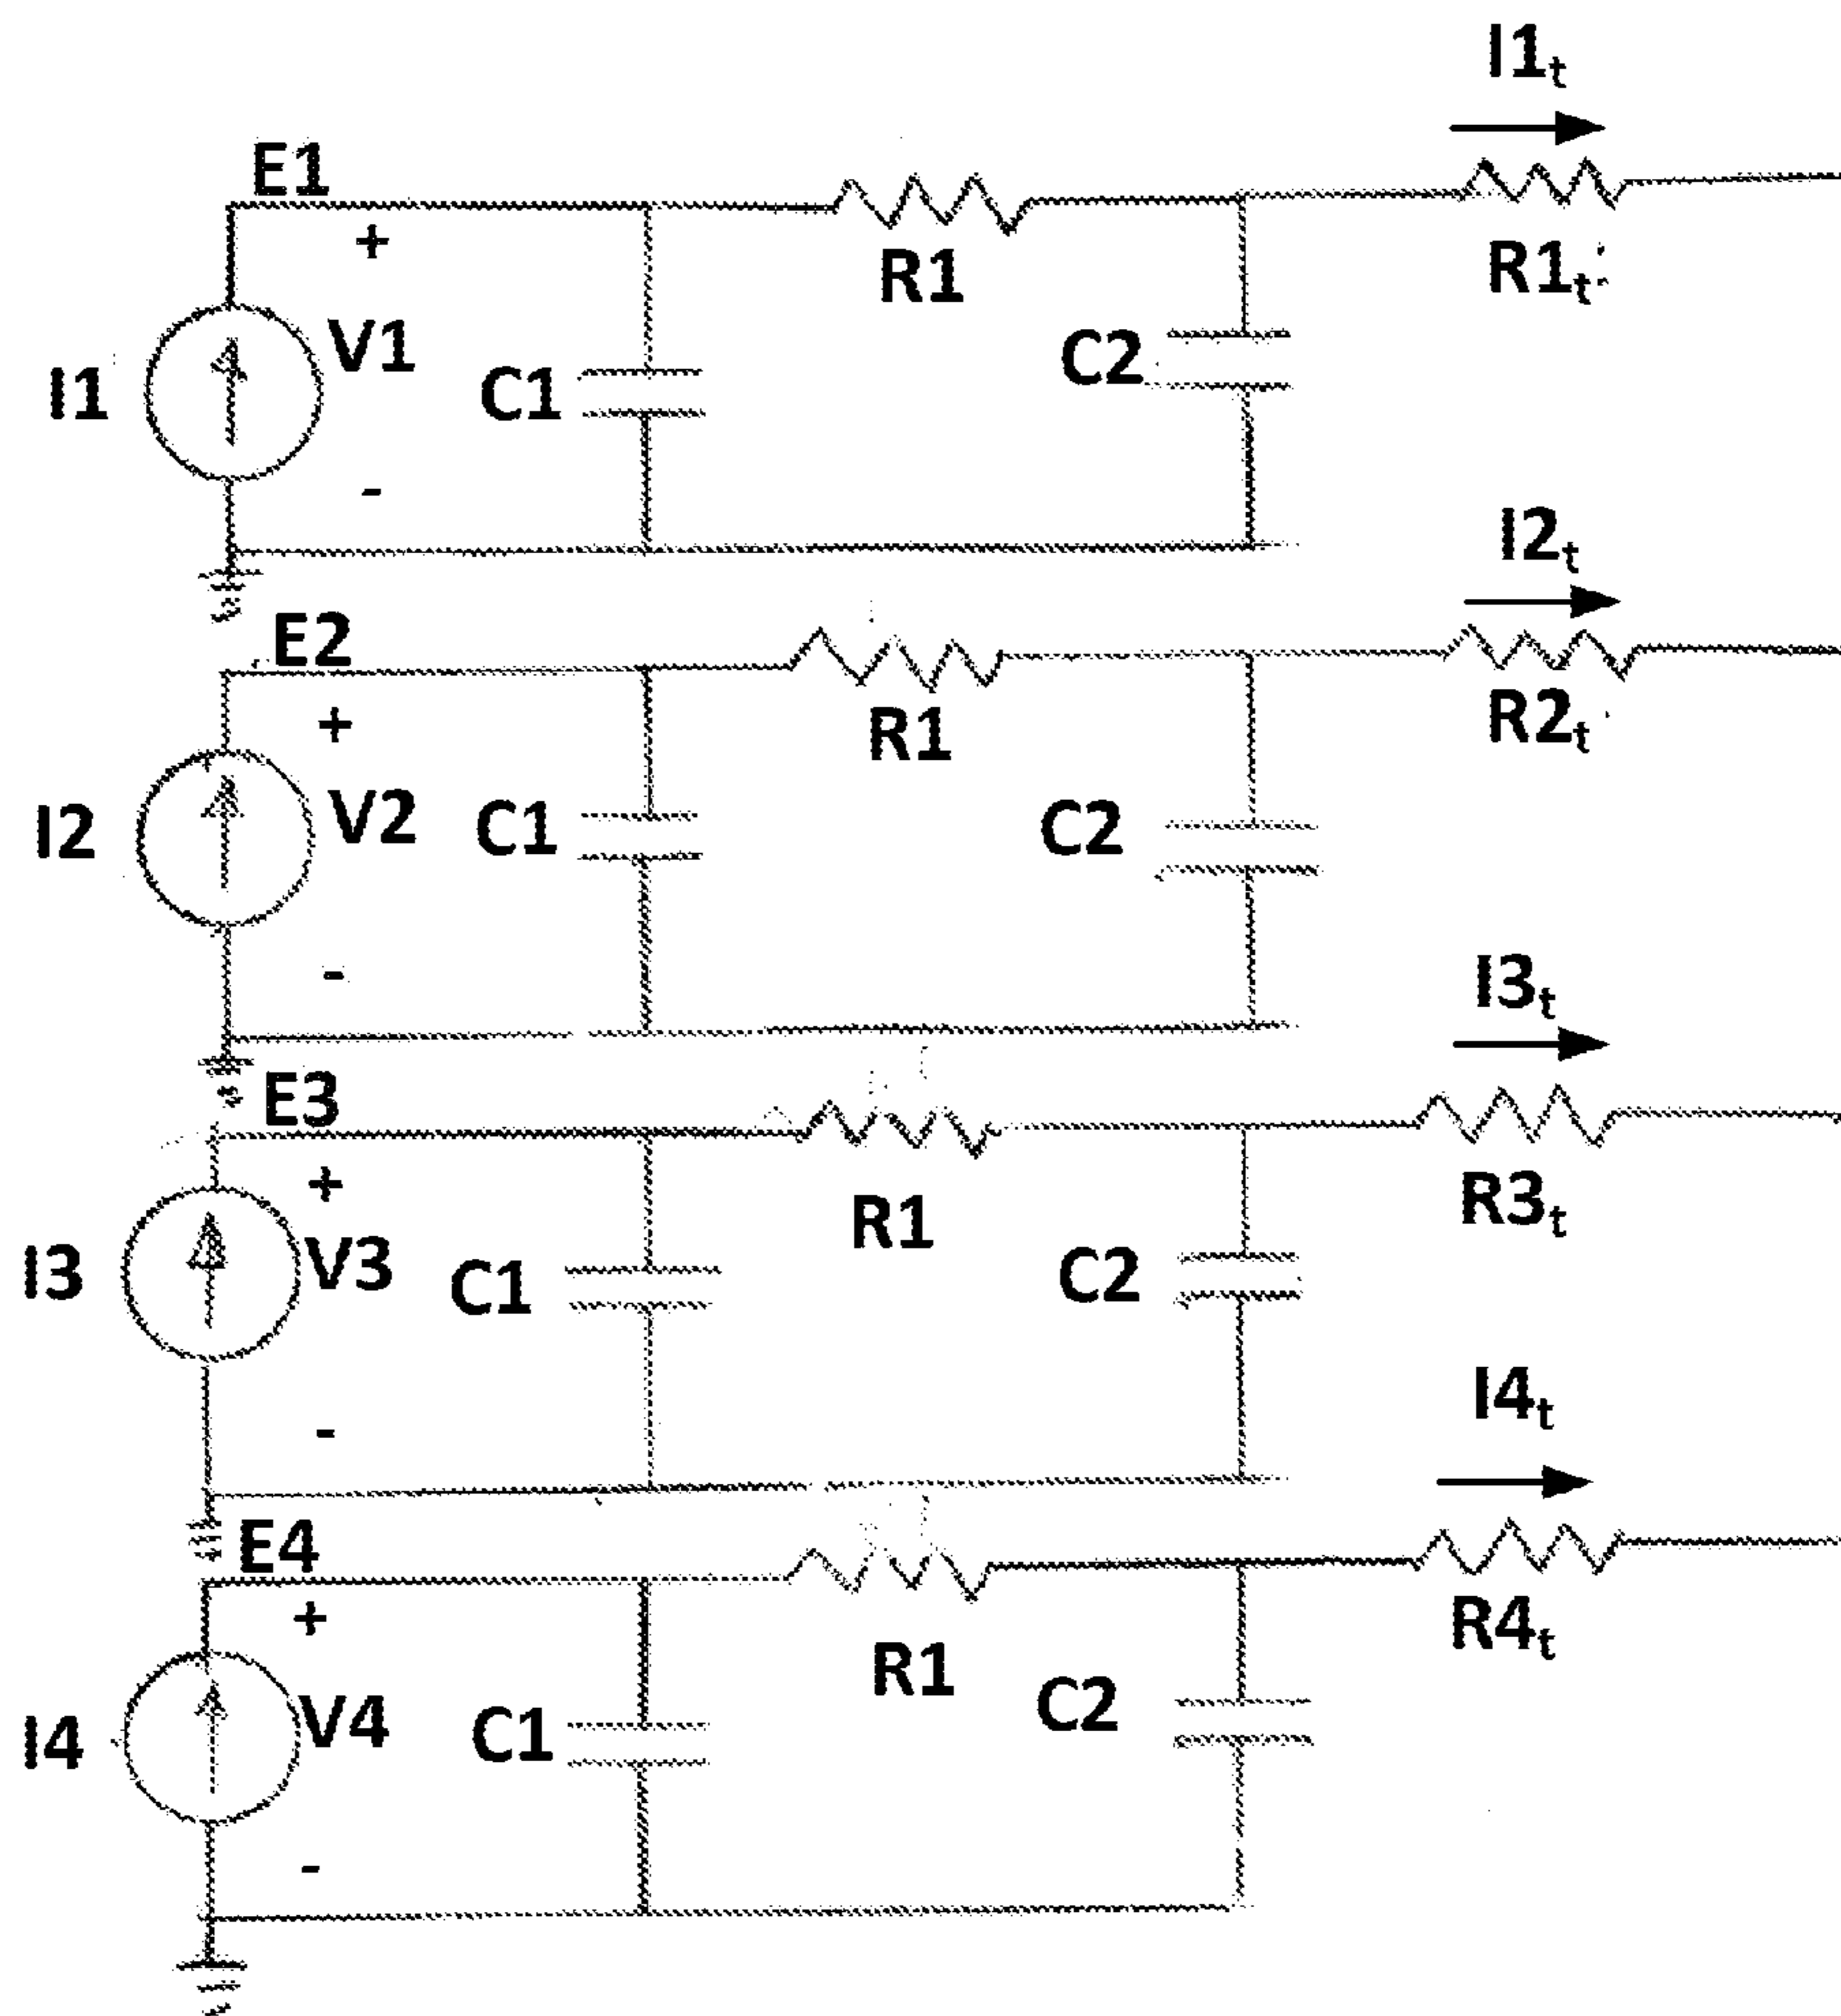 I1t
E1
+
R1
R1t
V1
I1
C1
C2
-
I2t
E2
+
R1
R2t
V2
I2
C1
C2
-
I3t
E3
+
R1
R3t
V3
I3
C1
C2
-
I4t
E4
+
R1
R4t
V4
I4
C1
C2
-